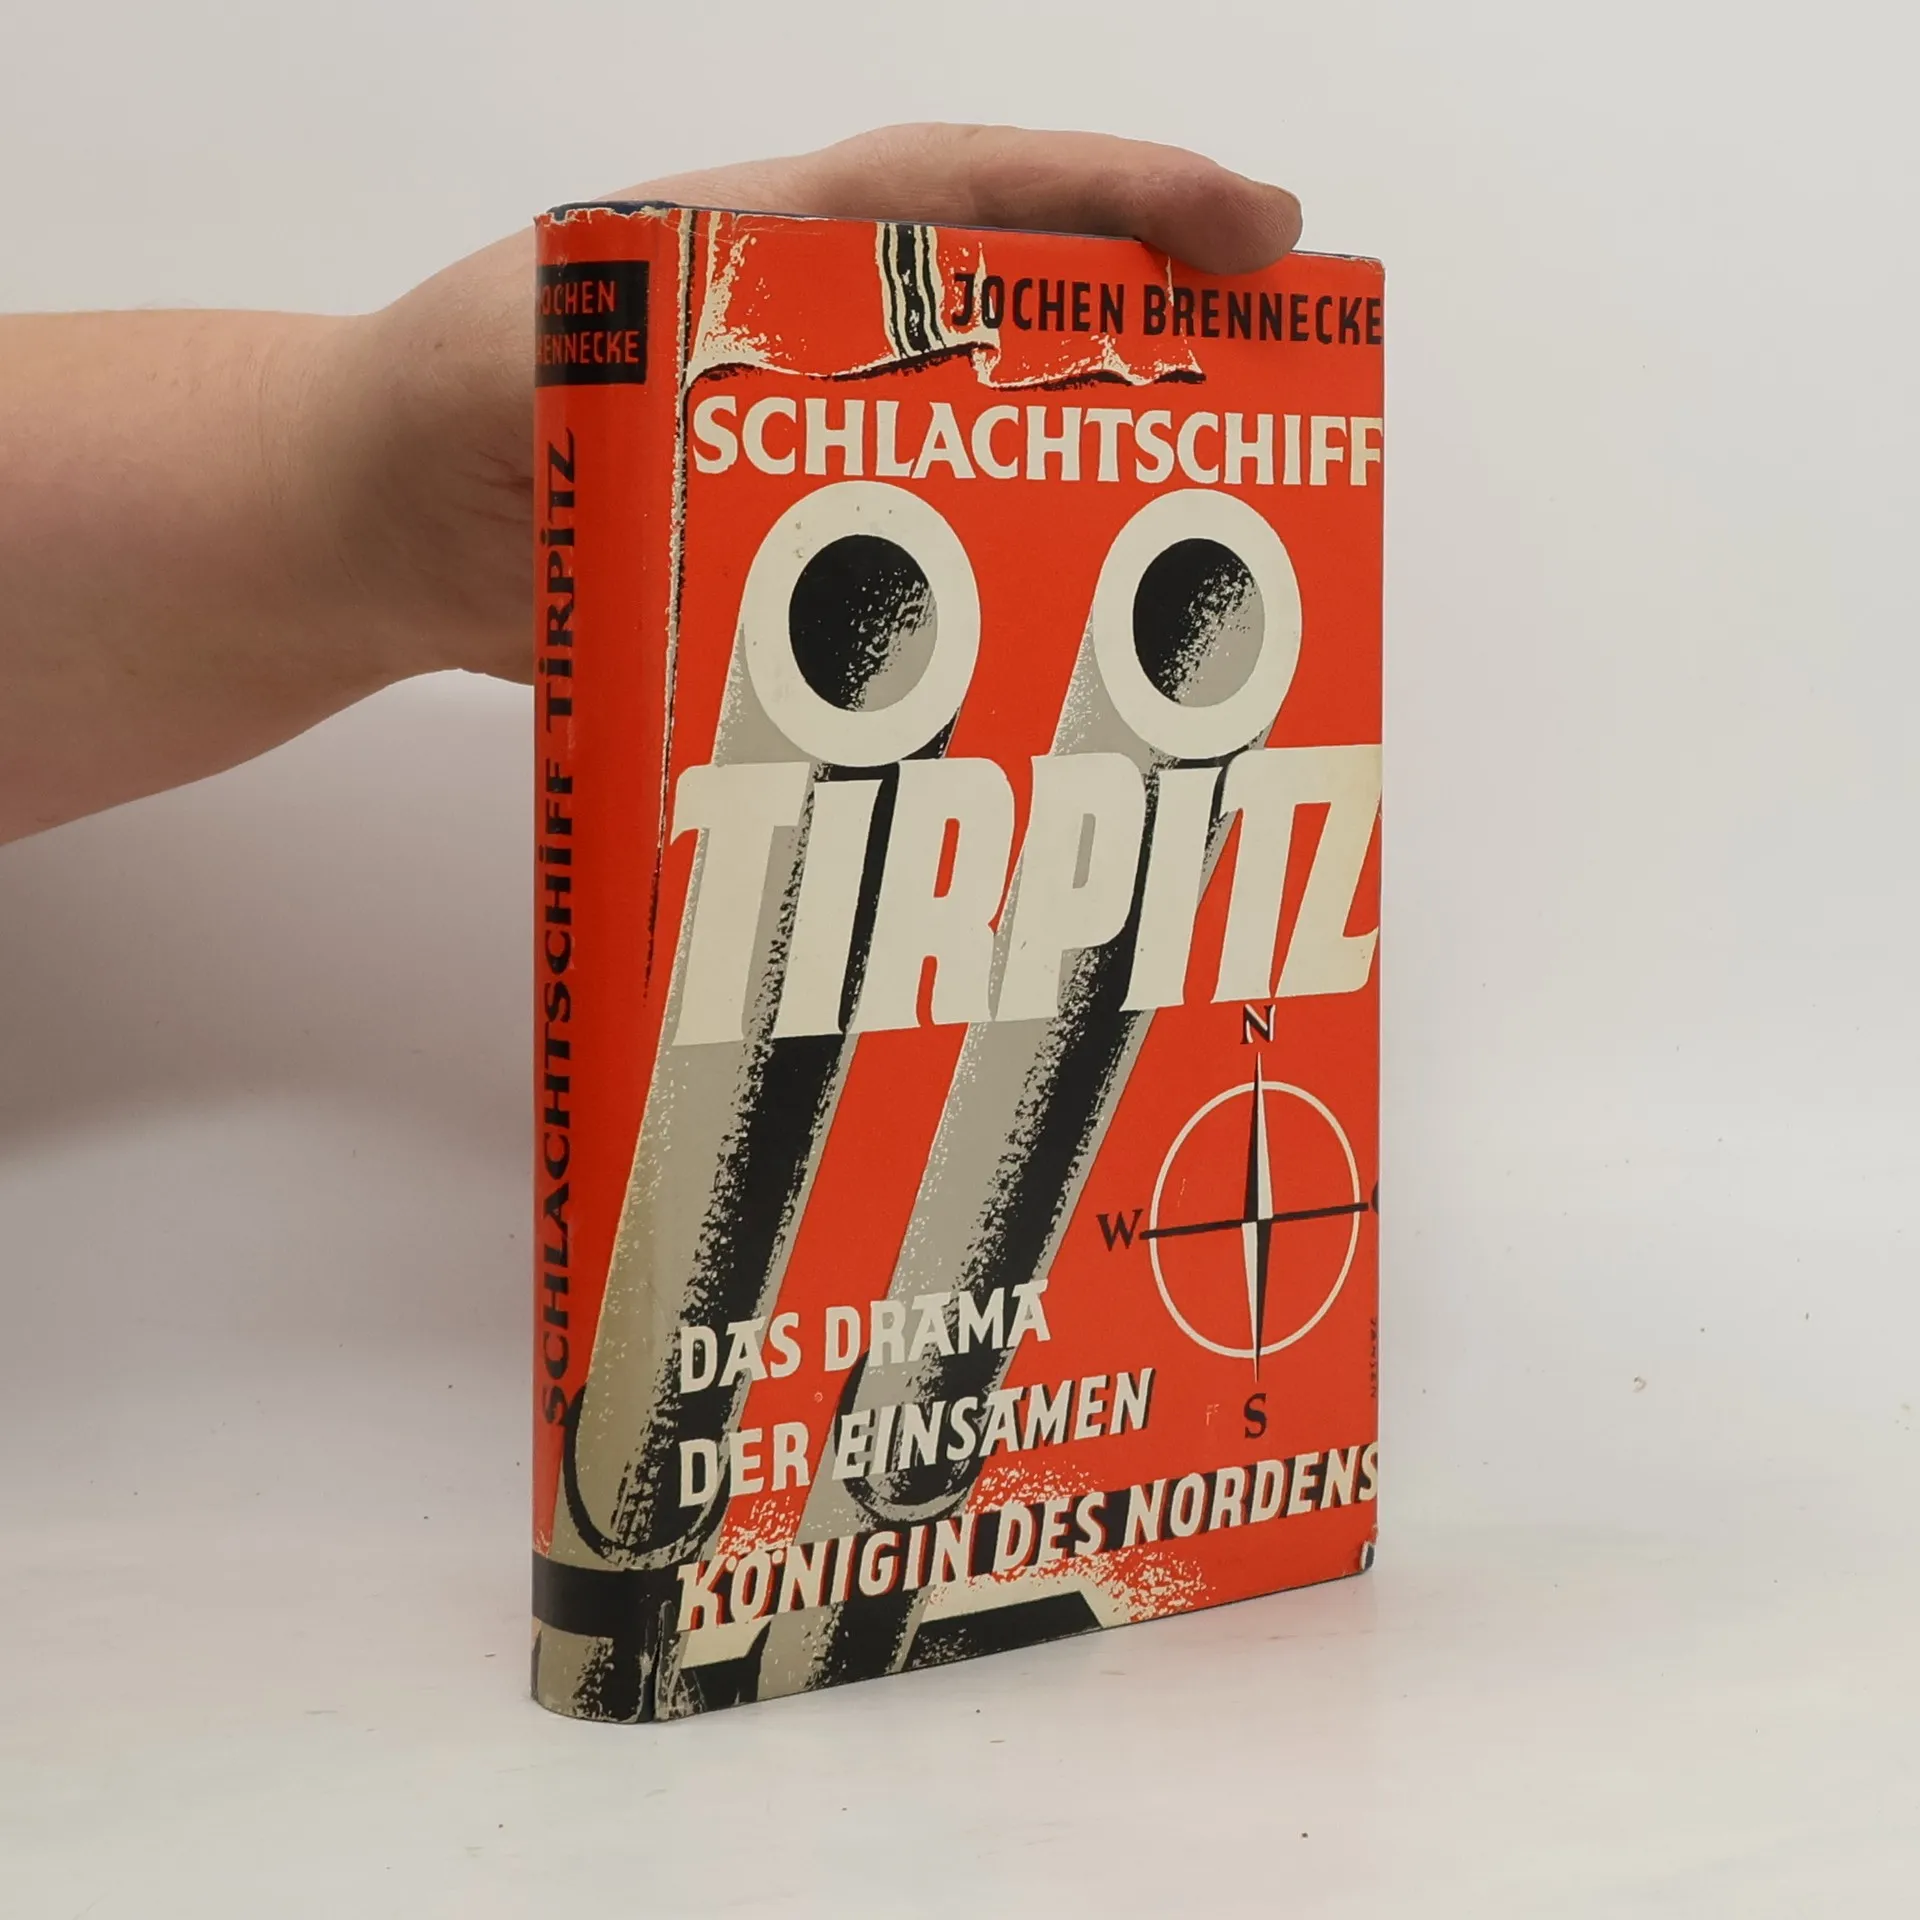 JOCHEN
BRENNECKE
SCHLACHTSCHIFF TIRPITZ
JOCHEN BRENNECKE
SCHLACHTSCHIFF
TIRPITZ
N
W
S
DAS DRAMA
DER EINSAMEN
KÖNIGIN DES NORDENS